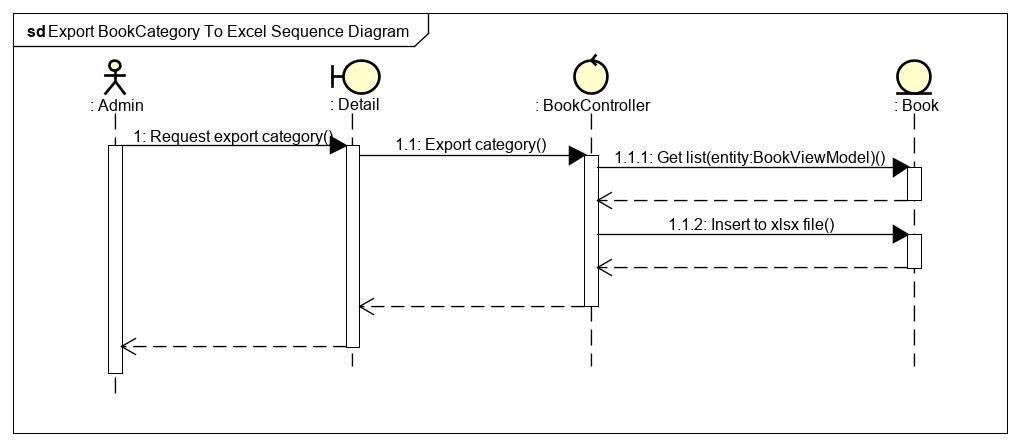 sd Export BookCategory To Excel Sequence Diagram
: Admin
: Detail
: BookController
: Book
1: Request export category()
1.1: Export category()
1.1.1: Get list(entity:BookViewModel)()
1.1.2: Insert to xlsx file()